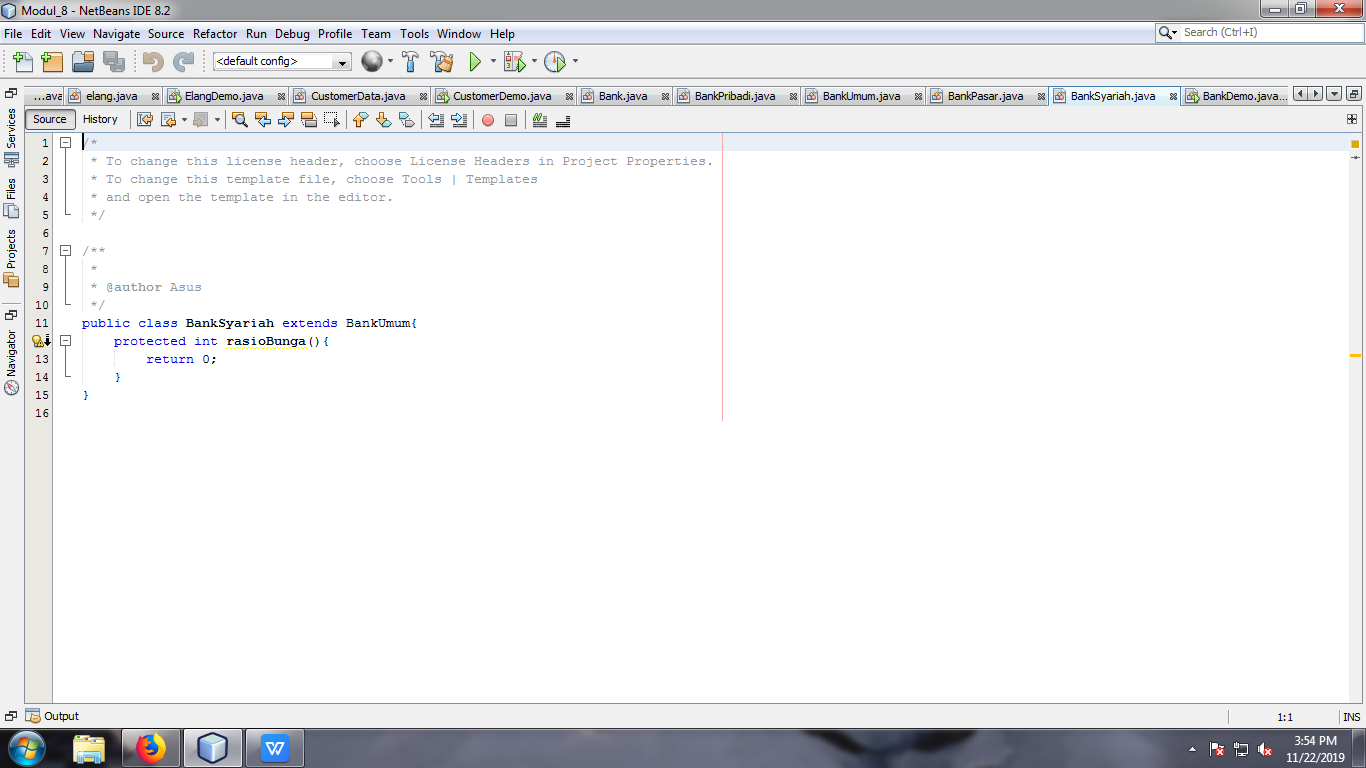 Modul_8 - NetBeans IDE 8.2
File Edit View Navigate Source Refactor Run Debug Profile Team Tools Window Help
Search (Ctrl+I)
<default config>
...ava elang.java ElangDemo.java CustomerData.java CustomerDemo.java Bank.java BankPribadi.java BankUmum.java BankPasar.java BankSyariah.java BankDemo.java...
Source History
Services
Files
Projects
Navigator
1 /*
2 * To change this license header, choose License Headers in Project Properties.
3 * To change this template file, choose Tools | Templates
4 * and open the template in the editor.
5 */
6
7 /**
8 *
9 * @author Asus
10 */
11 public class BankSyariah extends BankUmum{
protected int rasioBunga(){
13 return 0;
14 }
15 }
16
Output
1:1 INS
3:54 PM
11/22/2019